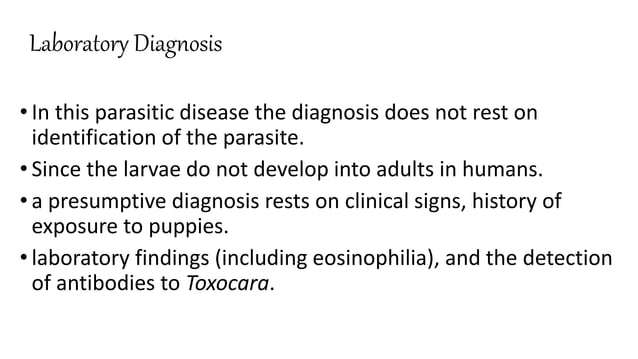 Laboratory Diagnosis
• In this parasitic disease the diagnosis does not rest on
identification of the parasite.
• Since the larvae do not develop into adults in humans.
• a presumptive diagnosis rests on clinical signs, history of
exposure to puppies.
• laboratory findings (including eosinophilia), and the detection
of antibodies to Toxocara.